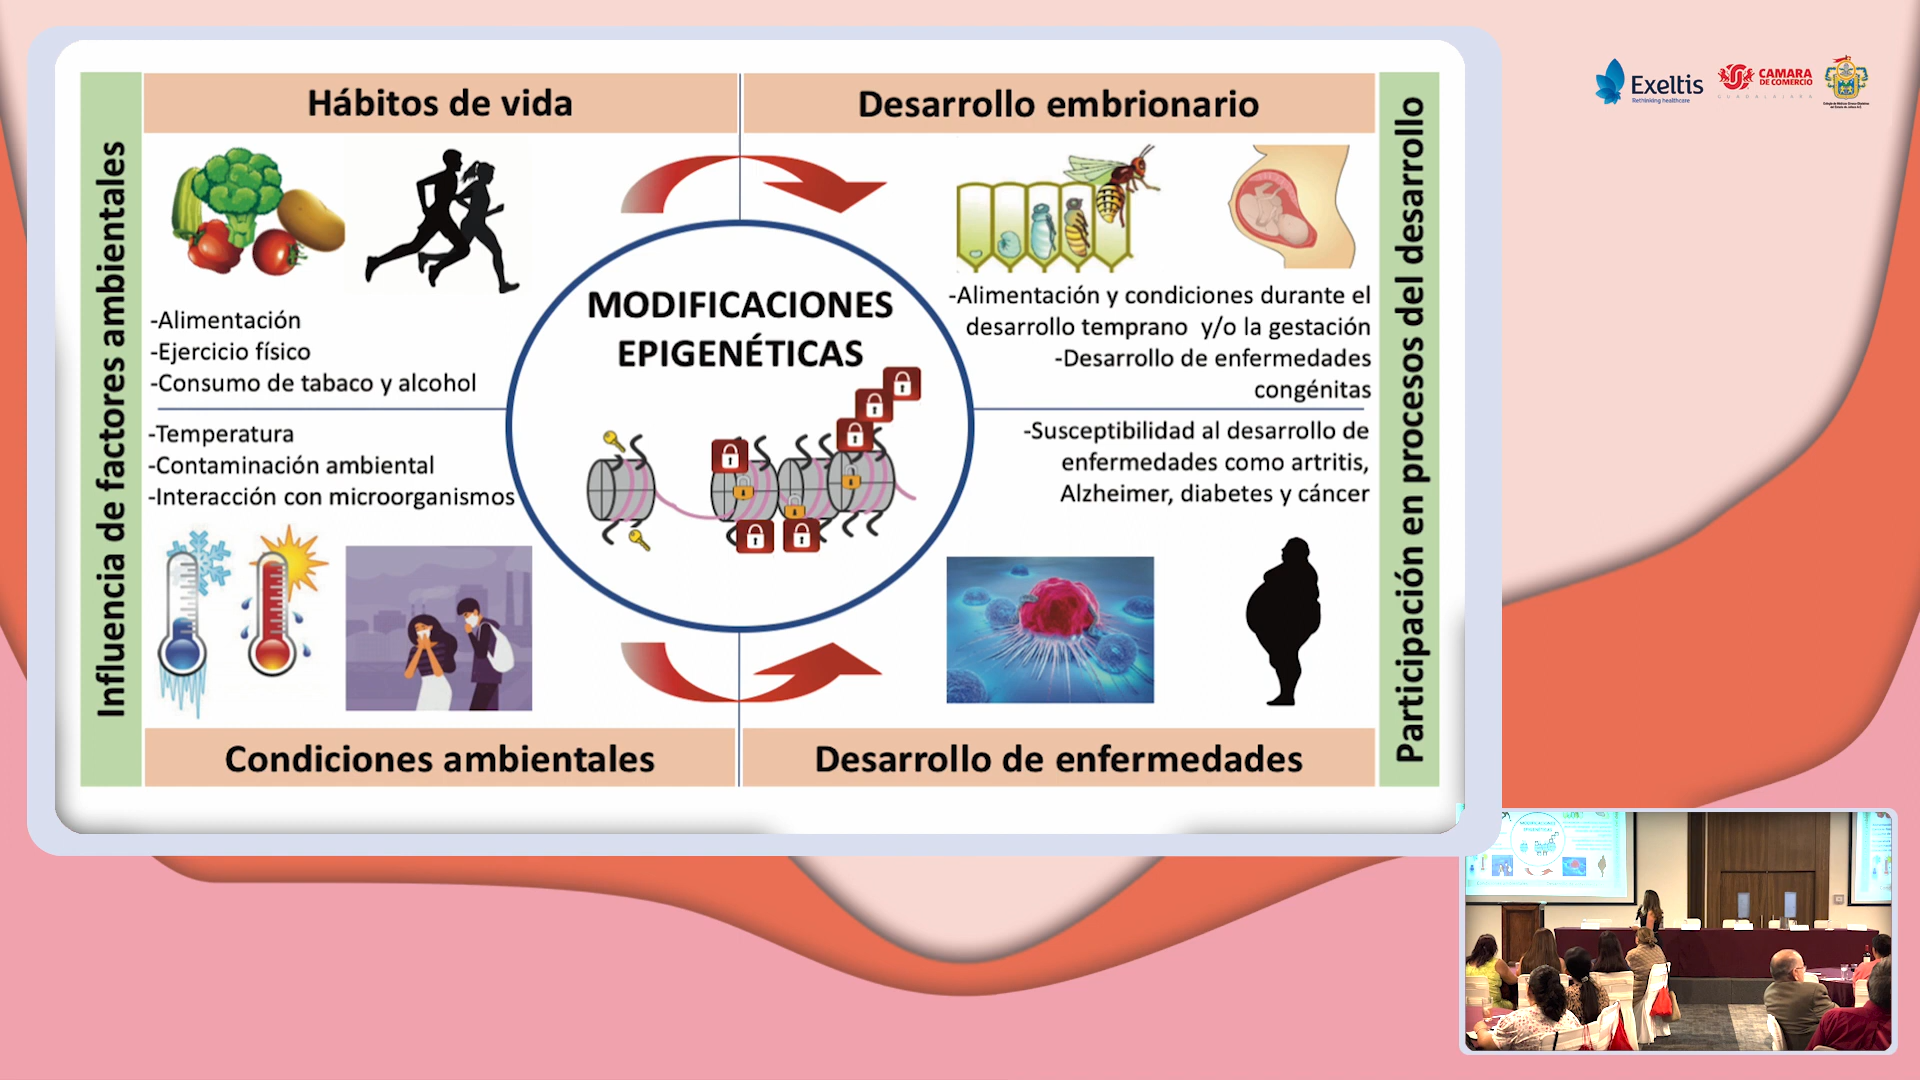 Hábitos de vida
Desarrollo embrionario
Influencia de factores ambientales
Participación en procesos del desarrollo
-Alimentación
-Ejercicio físico
-Consumo de tabaco y alcohol
-Temperatura
-Contaminación ambiental
-Interacción con microorganismos
MODIFICACIONES
EPIGENÉTICAS
-Alimentación y condiciones durante el
desarrollo temprano y/o la gestación
-Desarrollo de enfermedades
congénitas
-Susceptibilidad al desarrollo de
enfermedades como artritis,
Alzheimer, diabetes y cáncer
Condiciones ambientales
Desarrollo de enfermedades
Exeltis
Rethinking healthcare
CAMARA
DE COMERCIO
GUADALAJARA
MODIFICACIONES
EPIGENÉTICAS